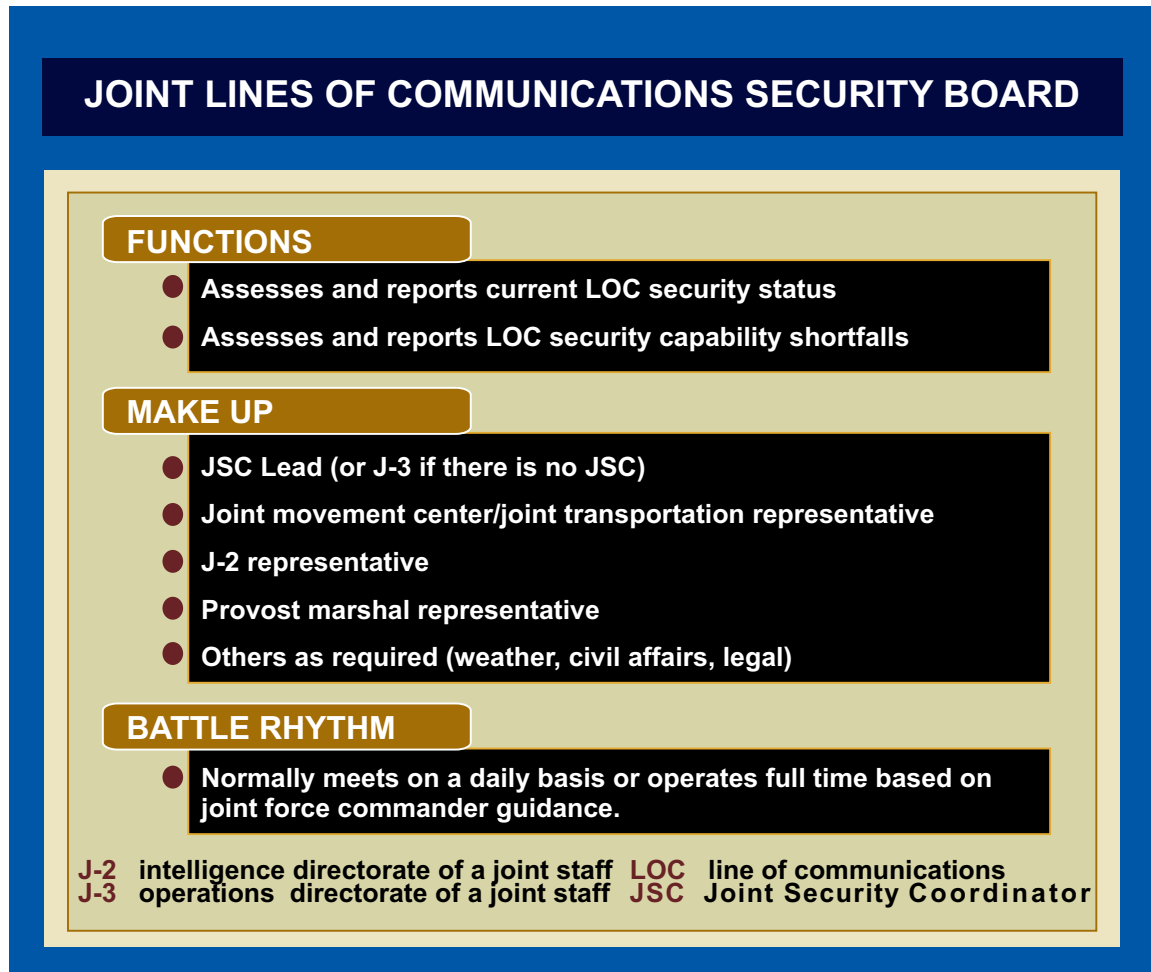 JOINT LINES OF COMMUNICATIONS SECURITY BOARD
FUNCTIONS
Assesses and reports current LOC security status
Assesses and reports LOC security capability shortfalls
MAKE UP
JSC Lead (or J-3 if there is no JSC)
Joint movement center/joint transportation representative
J-2 representative
Provost marshal representative
Others as required (weather, civil affairs, legal)
BATTLE RHYTHM
Normally meets on a daily basis or operates full time based on
joint force commander guidance.
J-2 intelligence directorate of a joint staff LOC line of communications
J-3 operations directorate of a joint staff JSC Joint Security Coordinator